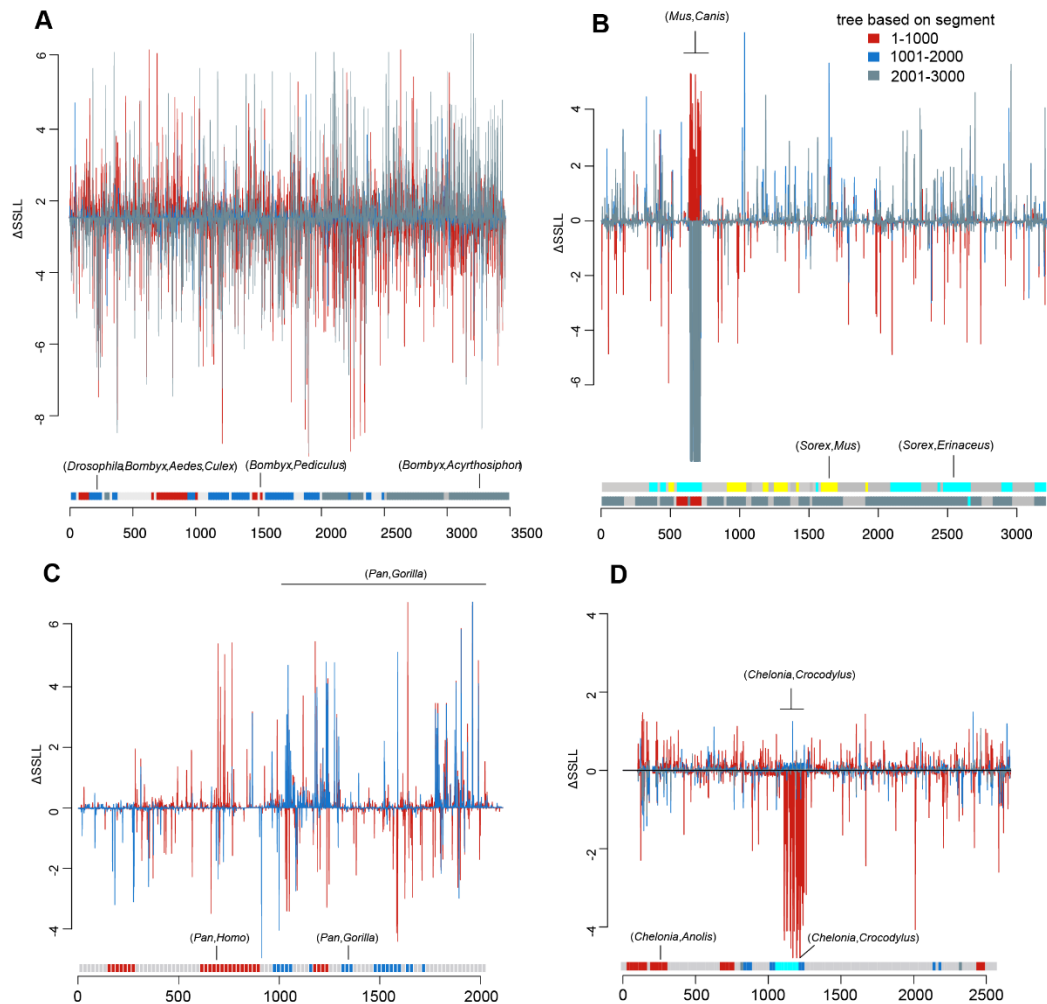 A
ΔSSLL
6
4
2
-4
-6
-8
(Drosophila,Bombyx,Aedes,Culex)
(Bombyx,Pediculus)
(Bombyx,Acyrthosiphon)
0 500 1000 1500 2000 2500 3000 3500
B
(Mus,Canis)
tree based on segment
1-1000
1001-2000
2001-3000
ΔSSLL
4
2
0
-2
-4
-6
(Sorex,Mus)
(Sorex,Erinaceus)
0 500 1000 1500 2000 2500 3000
C
(Pan,Gorilla)
ΔSSLL
6
4
2
0
-2
-4
(Pan,Homo)
(Pan,Gorilla)
0 500 1000 1500 2000
D
ΔSSLL
4
2
0
-2
-4
(Chelonia,Crocodylus)
(Chelonia,Anolis)
(Chelonia,Crocodylus)
0 500 1000 1500 2000 2500